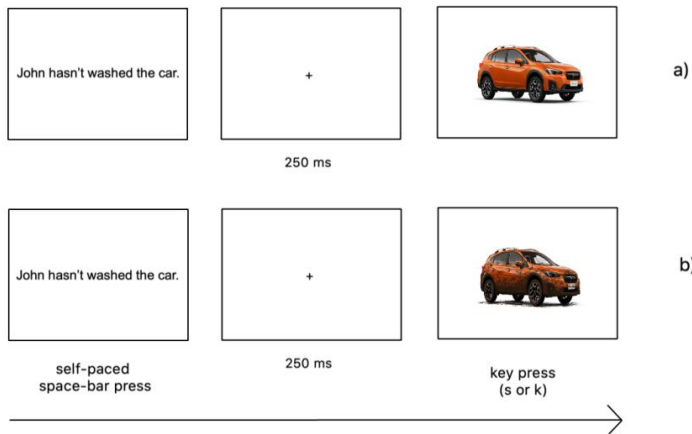 John hasn't washed the car.
+
a)
250 ms
John hasn't washed the car.
+
b)
250 ms
self-paced
space-bar press
key press
(s or k)